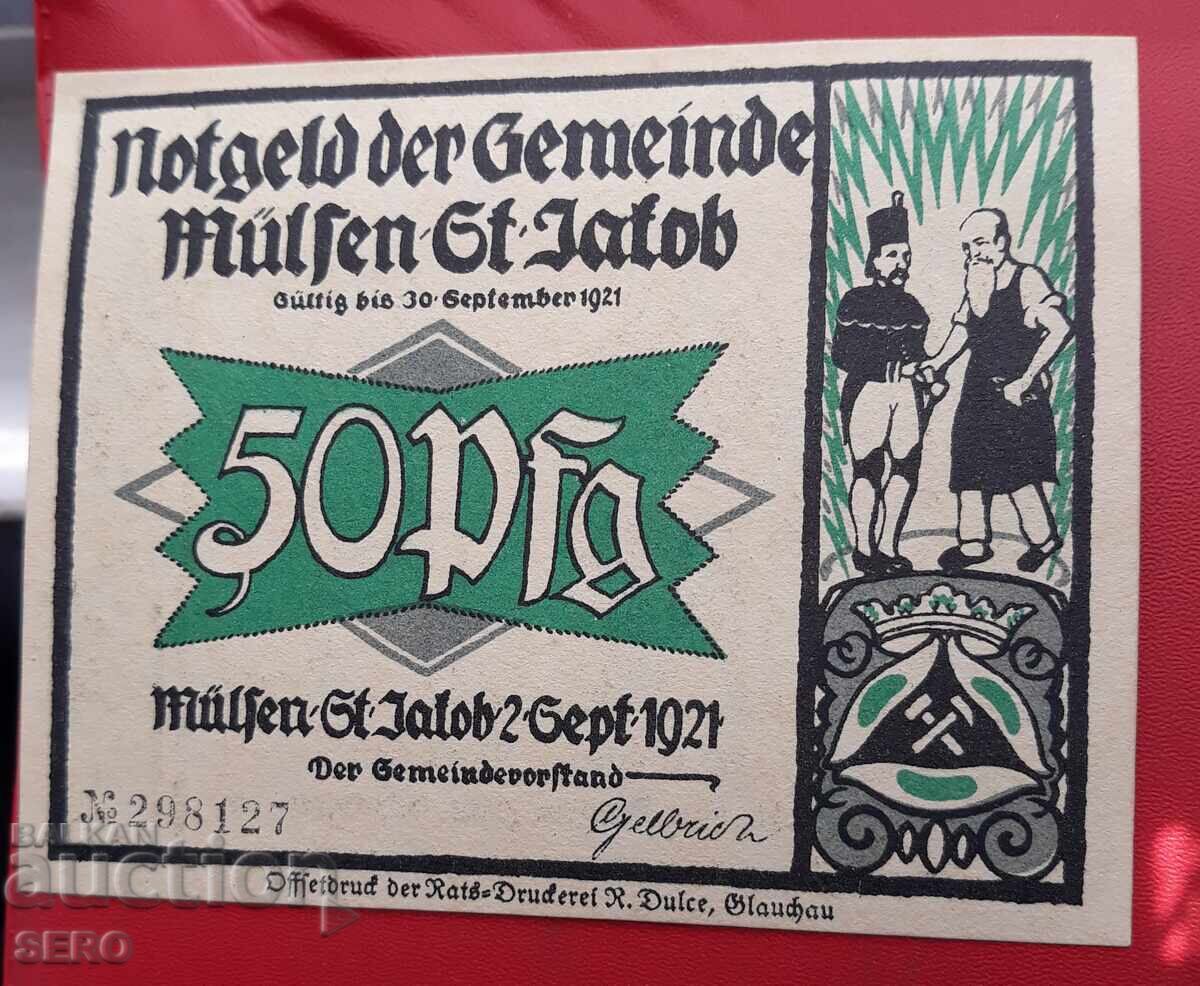 Notgeld der Gemeinde
Mülsen·St·Jakob
Gültig bis 30·September 1921
50 Pfg
Mülsen·St·Jakob·2·Sept·1921·
Der Gemeindevorstand
№ 298127
Gelbrich
Offsetdruck der Rats=Druckerei R. Dulce, Glauchau
BALKAN
auction
SERO